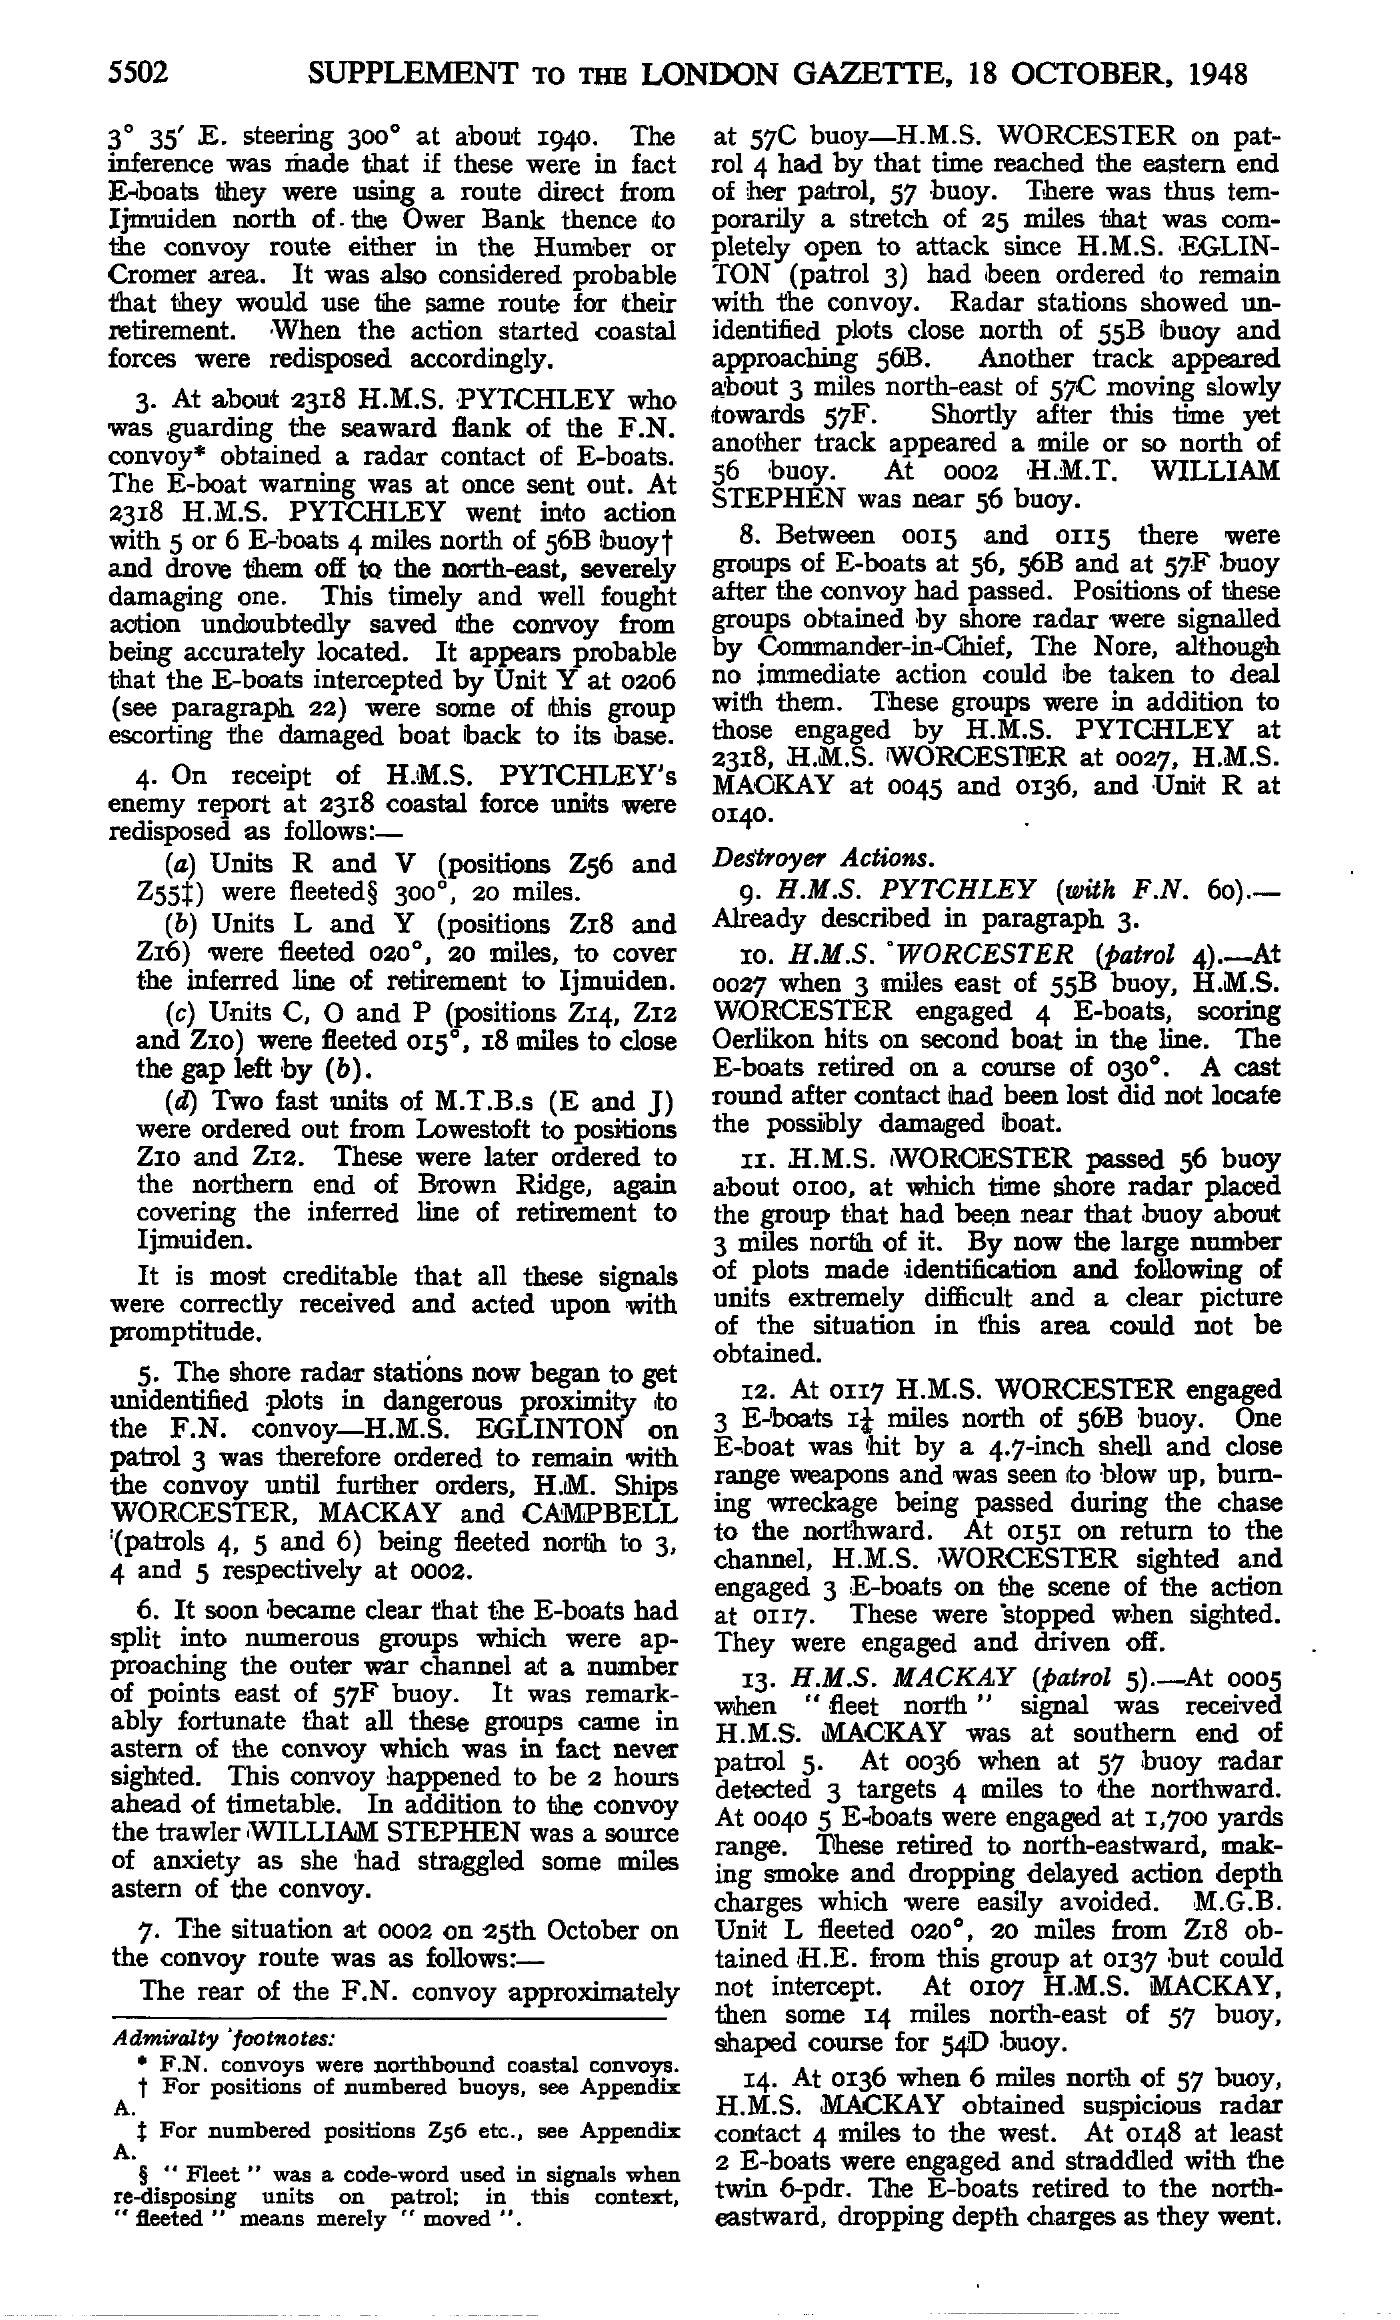 5502 SUPPLEMENT TO THE LONDON GAZETTE, 18 OCTOBER, 1948
3° 35′ E. steering 300° at about 1940. The
inference was made that if these were in fact
E-boats they were using a route direct from
Ijmuiden north of the Ower Bank thence to
the convoy route either in the Humber or
Cromer area. It was also considered probable
that they would use the same route for their
retirement. When the action started coastal
forces were redisposed accordingly.
3. At about 2318 H.M.S. PYTCHLEY who
was guarding the seaward flank of the F.N.
convoy* obtained a radar contact of E-boats.
The E-boat warning was at once sent out. At
2318 H.M.S. PYTCHLEY went into action
with 5 or 6 E-boats 4 miles north of 56B buoy†
and drove them off to the north-east, severely
damaging one. This timely and well fought
action undoubtedly saved the convoy from
being accurately located. It appears probable
that the E-boats intercepted by Unit Y at 0206
(see paragraph 22) were some of this group
escorting the damaged boat back to its base.
4. On receipt of H.M.S. PYTCHLEY's
enemy report at 2318 coastal force units were
redisposed as follows:—
(a) Units R and V (positions Z56 and
Z55‡) were fleeted§ 300°, 20 miles.
(b) Units L and Y (positions Z18 and
Z16) were fleeted 020°, 20 miles, to cover
the inferred line of retirement to Ijmuiden.
(c) Units C, O and P (positions Z14, Z12
and Z10) were fleeted 015°, 18 miles to close
the gap left by (b).
(d) Two fast units of M.T.B.s (E and J)
were ordered out from Lowestoft to positions
Z10 and Z12. These were later ordered to
the northern end of Brown Ridge, again
covering the inferred line of retirement to
Ijmuiden.
It is most creditable that all these signals
were correctly received and acted upon with
promptitude.
5. The shore radar stations now began to get
unidentified plots in dangerous proximity to
the F.N. convoy—H.M.S. EGLINTON on
patrol 3 was therefore ordered to remain with
the convoy until further orders, H.M. Ships
WORCESTER, MACKAY and CAMPBELL
(patrols 4, 5 and 6) being fleeted north to 3,
4 and 5 respectively at 0002.
6. It soon became clear that the E-boats had
split into numerous groups which were ap-
proaching the outer war channel at a number
of points east of 57F buoy. It was remark-
ably fortunate that all these groups came in
astern of the convoy which was in fact never
sighted. This convoy happened to be 2 hours
ahead of timetable. In addition to the convoy
the trawler WILLIAM STEPHEN was a source
of anxiety as she had straggled some miles
astern of the convoy.
7. The situation at 0002 on 25th October on
the convoy route was as follows:—
The rear of the F.N. convoy approximately
Admiralty footnotes:
* F.N. convoys were northbound coastal convoys.
† For positions of numbered buoys, see Appendix
A.
‡ For numbered positions Z56 etc., see Appendix
A.
§ " Fleet " was a code-word used in signals when
re-disposing units on patrol; in this context,
" fleeted " means merely " moved ".
at 57C buoy—H.M.S. WORCESTER on pat-
rol 4 had by that time reached the eastern end
of her patrol, 57 buoy. There was thus tem-
porarily a stretch of 25 miles that was com-
pletely open to attack since H.M.S. EGLIN-
TON (patrol 3) had been ordered to remain
with the convoy. Radar stations showed un-
identified plots close north of 55B buoy and
approaching 56B. Another track appeared
about 3 miles north-east of 57C moving slowly
towards 57F. Shortly after this time yet
another track appeared a mile or so north of
56 buoy. At 0002 H.M.T. WILLIAM
STEPHEN was near 56 buoy.
8. Between 0015 and 0115 there were
groups of E-boats at 56, 56B and at 57F buoy
after the convoy had passed. Positions of these
groups obtained by shore radar were signalled
by Commander-in-Chief, The Nore, although
no immediate action could be taken to deal
with them. These groups were in addition to
those engaged by H.M.S. PYTCHLEY at
2318, H.M.S. WORCESTER at 0027, H.M.S.
MACKAY at 0045 and 0136, and Unit R at
0140.
Destroyer Actions.
9. H.M.S. PYTCHLEY (with F.N. 60).—
Already described in paragraph 3.
10. H.M.S. WORCESTER (patrol 4).—At
0027 when 3 miles east of 55B buoy, H.M.S.
WORCESTER engaged 4 E-boats, scoring
Oerlikon hits on second boat in the line. The
E-boats retired on a course of 030°. A cast
round after contact had been lost did not locate
the possibly damaged boat.
11. H.M.S. WORCESTER passed 56 buoy
about 0100, at which time shore radar placed
the group that had been near that buoy about
3 miles north of it. By now the large number
of plots made identification and following of
units extremely difficult and a clear picture
of the situation in this area could not be
obtained.
12. At 0117 H.M.S. WORCESTER engaged
3 E-boats miles north of 56B buoy. One
E-boat was hit by a 4.7-inch shell and close
range weapons and was seen to blow up, burn-
ing wreckage being passed during the chase
to the northward. At 0151 on return to the
channel, H.M.S. WORCESTER sighted and
engaged 3 E-boats on the scene of the action
at 0117. These were stopped when sighted.
They were engaged and driven off.
13. H.M.S. MACKAY (patrol 5).—At 0005
when " fleet north " signal was received
H.M.S. MACKAY was at southern end of
patrol 5. At 0036 when at 57 buoy radar
detected 3 targets 4 miles to the northward.
At 0040 5 E-boats were engaged at 1,700 yards
range. These retired to north-eastward, mak-
ing smoke and dropping delayed action depth
charges which were easily avoided. M.G.B.
Unit L fleeted 020°, 20 miles from Z18 ob-
tained H.E. from this group at 0137 but could
not intercept. At 0107 H.M.S. MACKAY,
then some 14 miles north-east of 57 buoy,
shaped course for 54D buoy.
14. At 0136 when 6 miles north of 57 buoy,
H.M.S. MACKAY obtained suspicious radar
contact 4 miles to the west. At 0148 at least
2 E-boats were engaged and straddled with the
twin 6-pdr. The E-boats retired to the north-
eastward, dropping depth charges as they went.